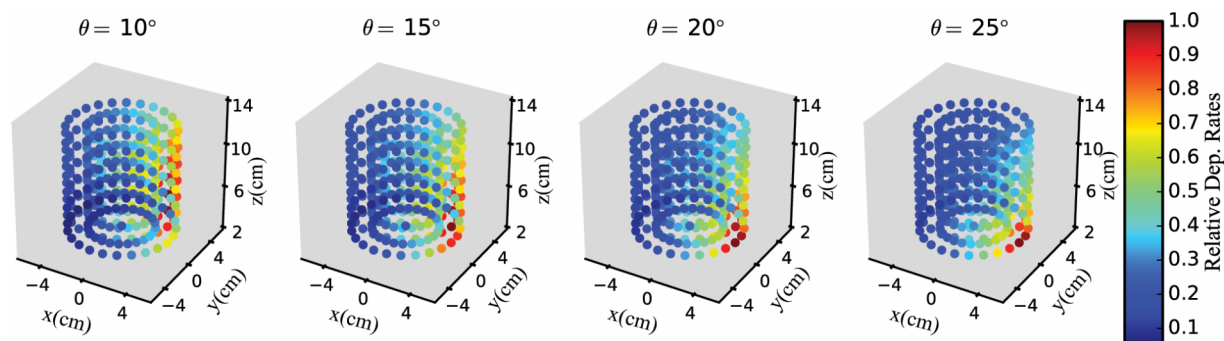 θ = 10° θ = 15° θ = 20° θ = 25°
14 10 6 2 z(cm)
−4 0 4 x(cm)
−4 0 4 y(cm)
14 10 6 2 z(cm)
−4 0 4 x(cm)
−4 0 4 y(cm)
14 10 6 2 z(cm)
−4 0 4 x(cm)
−4 0 4 y(cm)
14 10 6 2 z(cm)
−4 0 4 x(cm)
−4 0 4 y(cm)
1.0
0.9
0.8
0.7
0.6
0.5
0.4
0.3
0.2
0.1
Relative Dep. Rates